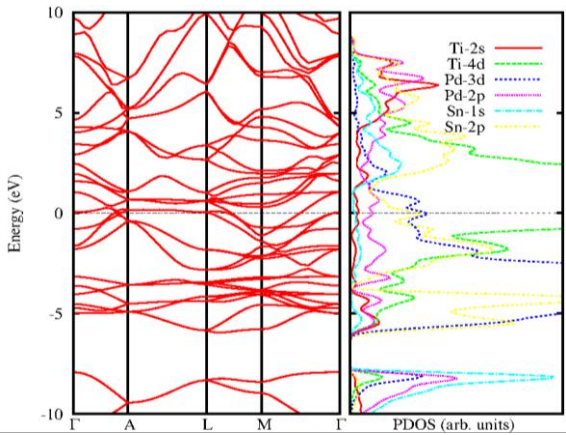 10
5
0
-5
-10
Energy (eV)
Γ A L M Γ
Ti-2s
Ti-4d
Pd-3d
Pd-2p
Sn-1s
Sn-2p
PDOS (arb. units)